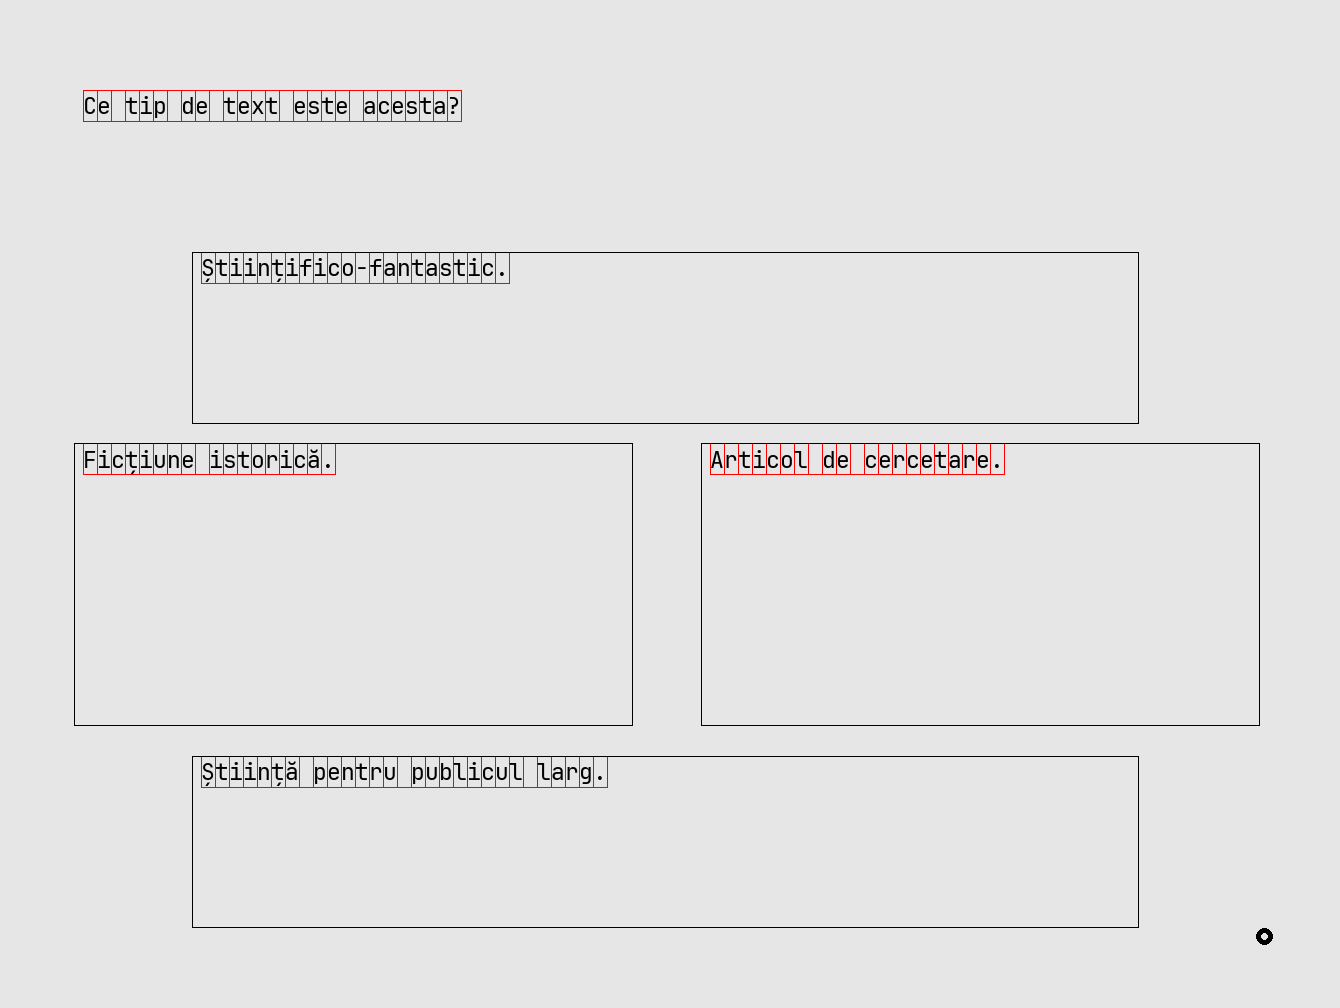 Ce tip de text este acesta?
Științifico-fantastic.
Ficțiune istorică.
Articol de cercetare.
Știință pentru publicul larg.